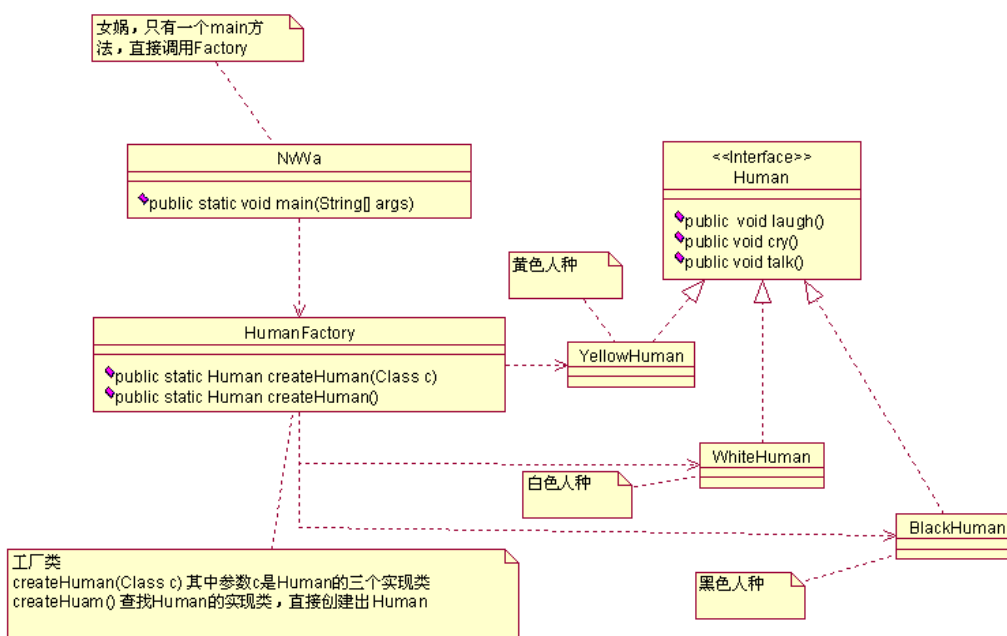 女娲，只有一个main方
法，直接调用Factory
NvWa
public static void main(String[] args)
<<Interface>>
Human
public  void laugh()
public void cry()
public void talk()
黄色人种
HumanFactory
public static Human createHuman(Class c)
public static Human createHuman()
YellowHuman
WhiteHuman
白色人种
BlackHuman
黑色人种
工厂类
createHuman(Class c) 其中参数c是Human的三个实现类
createHuam() 查找Human的实现类，直接创建出Human